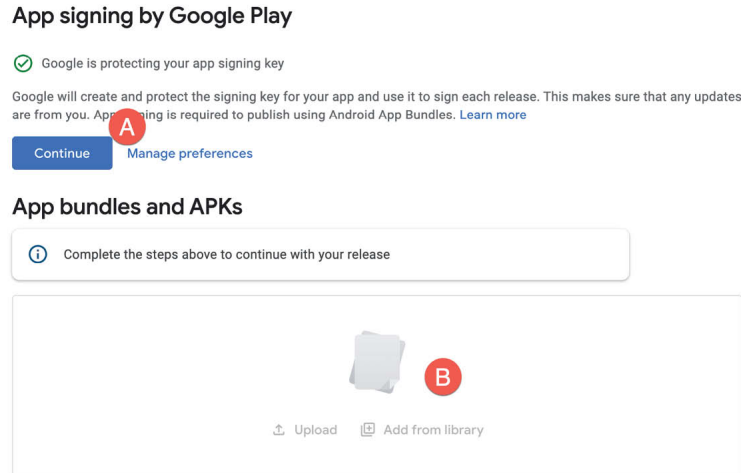 App signing by Google Play
Google is protecting your app signing key
Google will create and protect the signing key for your app and use it to sign each release. This makes sure that any updates
are from you. App ing is required to publish using Android App Bundles. Learn more
A
Continue
Manage preferences
App bundles and APKs
Complete the steps above to continue with your release
B
Upload
Add from library